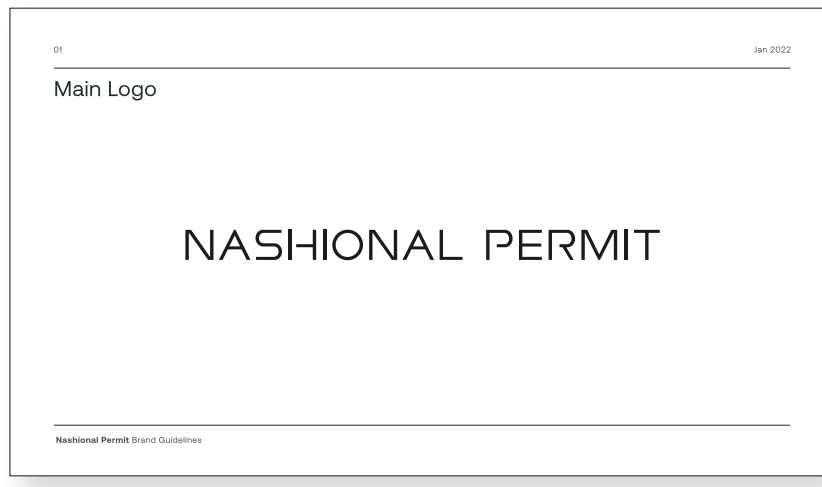 01
Jan 2022
Main Logo
NASHIONAL PERMIT
Nashional Permit Brand Guidelines